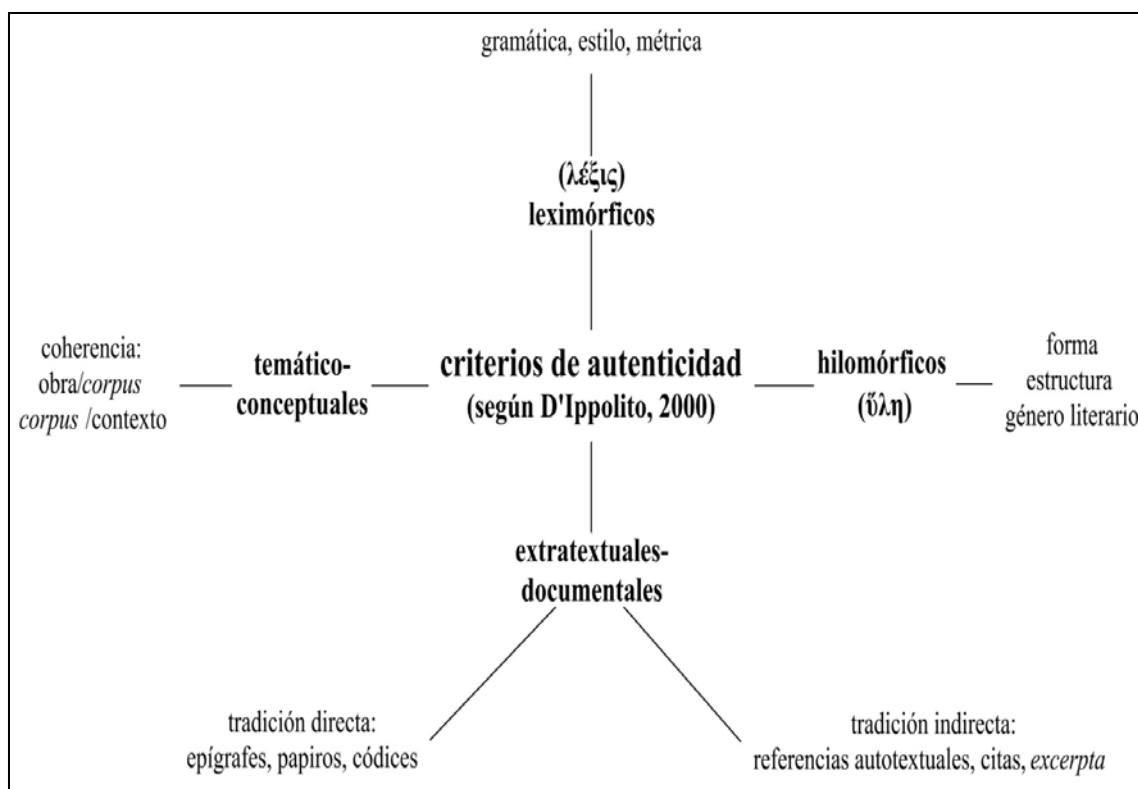 gramática, estilo, métrica
(λέξις)
leximórficos
coherencia:
obra/corpus
corpus /contexto
temático-
conceptuales
criterios de autenticidad
(según D'Ippolito, 2000)
hilomórficos
(ὕλη)
forma
estructura
género literario
extratextuales-
documentales
tradición directa:
epígrafes, papiros, códices
tradición indirecta:
referencias autotextuales, citas, excerpta